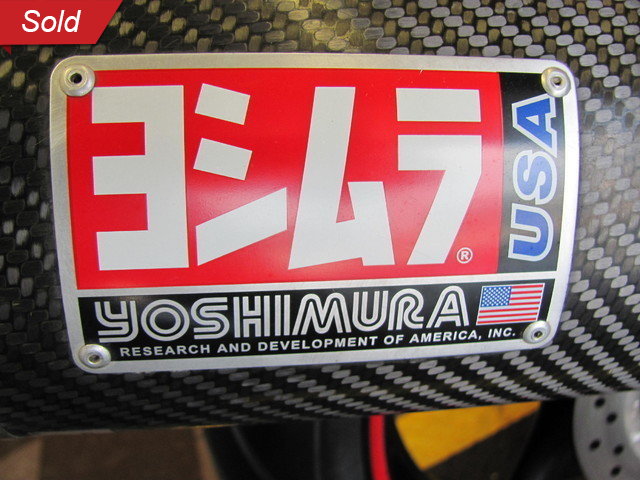 Sold
ヨシムラ
®
USA
YOSHIMURA
RESEARCH AND DEVELOPMENT OF AMERICA, INC.